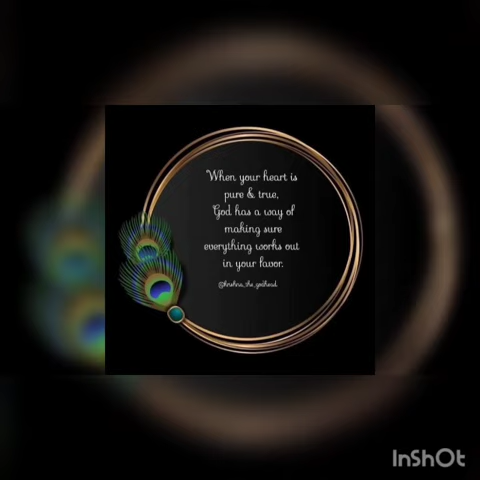 When your heart is
pure & true,
God has a way of
making sure
everything works out
in your favor.
@krishna_the_godhead
InShOt